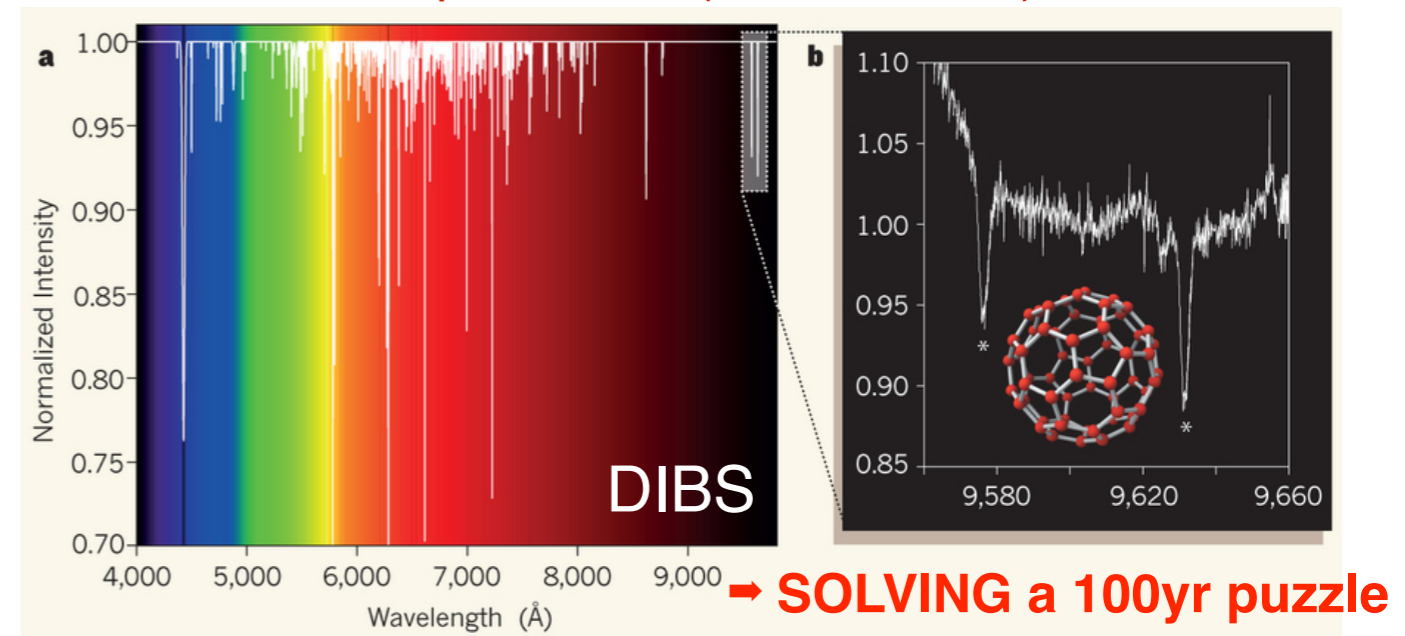 a
1.00
0.95
0.90
0.85
0.80
0.75
0.70
Normalized Intensity
4,000 5,000 6,000 7,000 8,000 9,000
Wavelength (Å)
DIBS
b
1.10
1.05
1.00
0.95
0.90
0.85
9,580 9,620 9,660
*
*
➡ SOLVING a 100yr puzzle